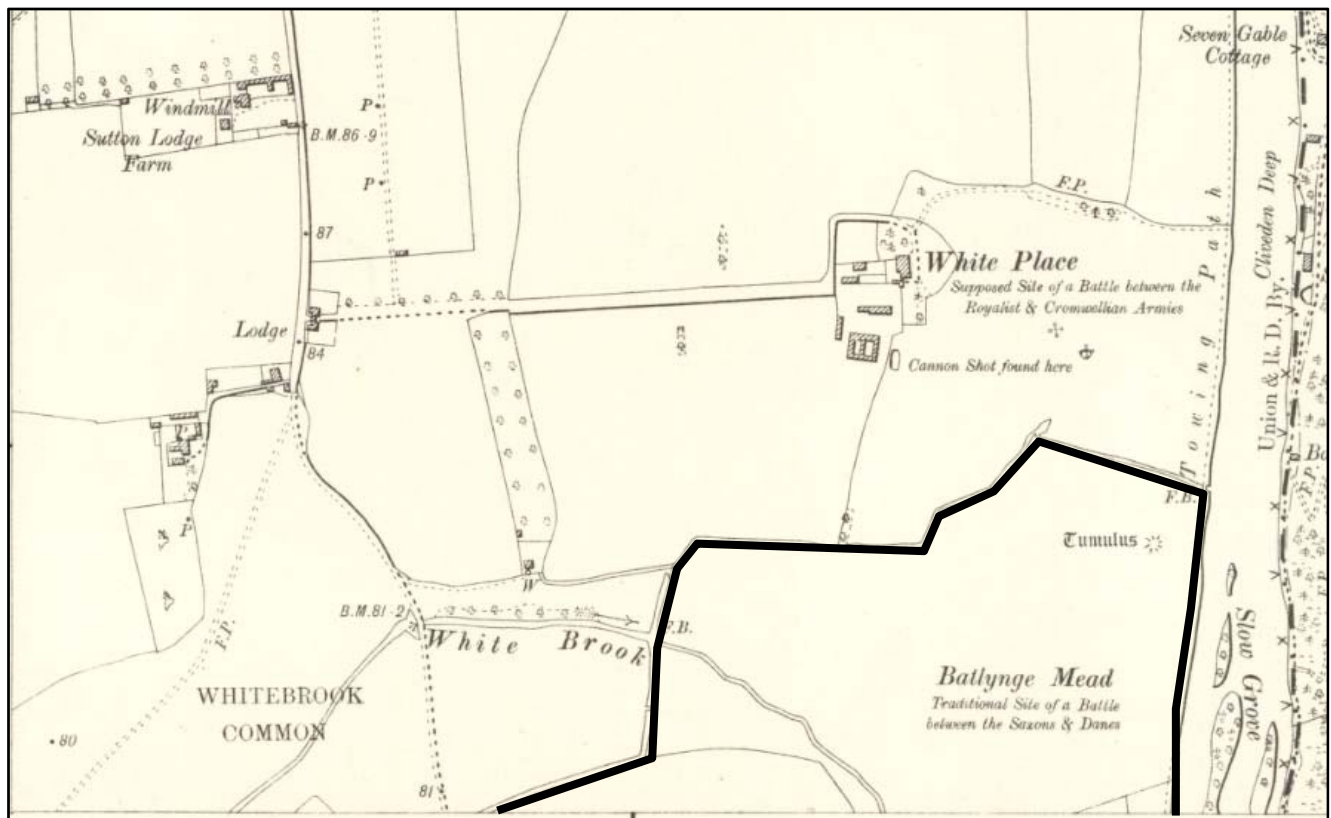 Seven Gable
Cottage
Windmill
P
B.M. 86·9
Sutton Lodge
Farm
P
F.P.
Cliveden Deep
87
White Place
Supposed Site of a Battle between the
Royalist & Cromwellian Armies
Towing Path
Union & R. D. By.
Lodge
84
Cannon Shot found here
F.B.
F.P.
P
Tumulus
W
B.M. 81·2
F.P.
F.B.
White Brook
Slow Grove
Batlynge Mead
Traditional Site of a Battle
between the Saxons & Danes
WHITEBROOK
COMMON
80
81